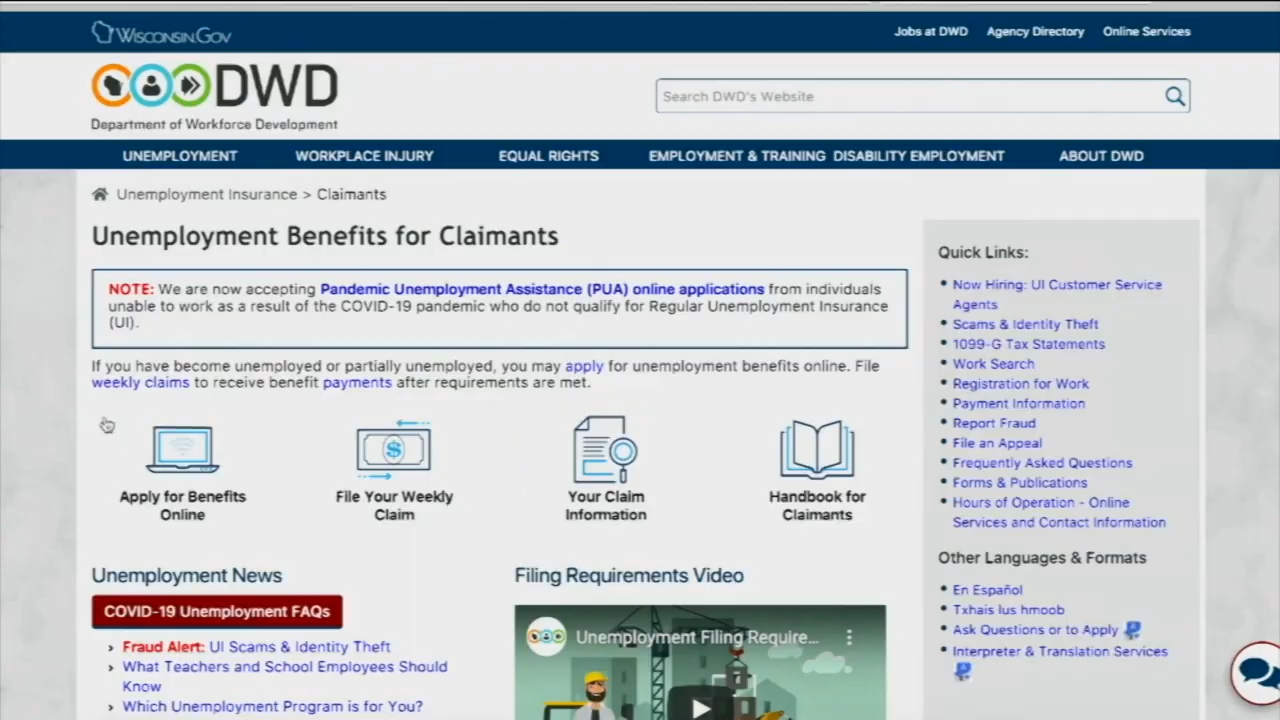 WISCONSIN.GOV
Jobs at DWD Agency Directory Online Services
DWD
Department of Workforce Development
Search DWD's Website
UNEMPLOYMENT WORKPLACE INJURY EQUAL RIGHTS EMPLOYMENT & TRAINING DISABILITY EMPLOYMENT ABOUT DWD
Unemployment Insurance > Claimants
Unemployment Benefits for Claimants
NOTE: We are now accepting Pandemic Unemployment Assistance (PUA) online applications from individuals
unable to work as a result of the COVID-19 pandemic who do not qualify for Regular Unemployment Insurance
(UI).
If you have become unemployed or partially unemployed, you may apply for unemployment benefits online. File
weekly claims to receive benefit payments after requirements are met.
Apply for Benefits
Online
File Your Weekly
Claim
Your Claim
Information
Handbook for
Claimants
Unemployment News
COVID-19 Unemployment FAQs
Fraud Alert: UI Scams & Identity Theft
What Teachers and School Employees Should
Know
Which Unemployment Program is for You?
Filing Requirements Video
Unemployment Filing Require...
Quick Links:
Now Hiring: UI Customer Service
Agents
Scams & Identity Theft
1099-G Tax Statements
Work Search
Registration for Work
Payment Information
Report Fraud
File an Appeal
Frequently Asked Questions
Forms & Publications
Hours of Operation - Online
Services and Contact Information
Other Languages & Formats
En Español
Txhais lus hmoob
Ask Questions or to Apply
Interpreter & Translation Services